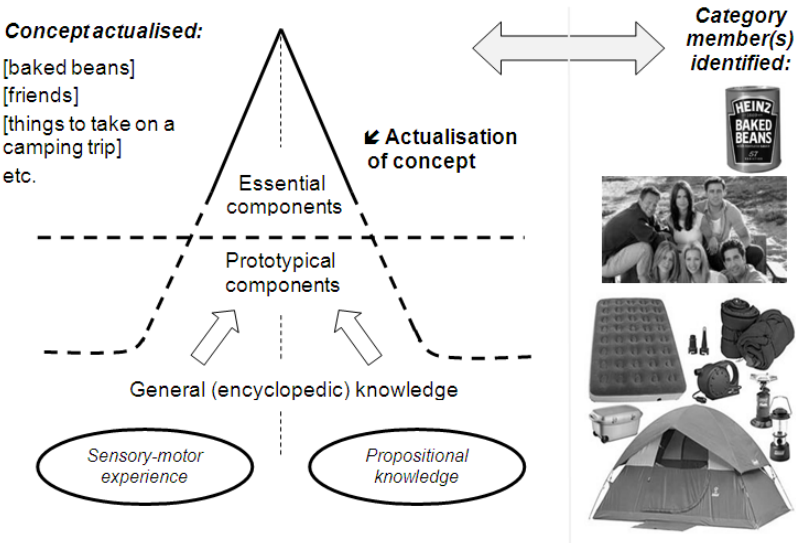 Concept actualised:
[baked beans]
[friends]
[things to take on a
camping trip]
etc.
Actualisation
of concept
Essential
components
Prototypical
components
General (encyclopedic) knowledge
Sensory-motor
experience
Propositional
knowledge
Category
member(s)
identified:
HEINZ
BAKED
BEANS
57